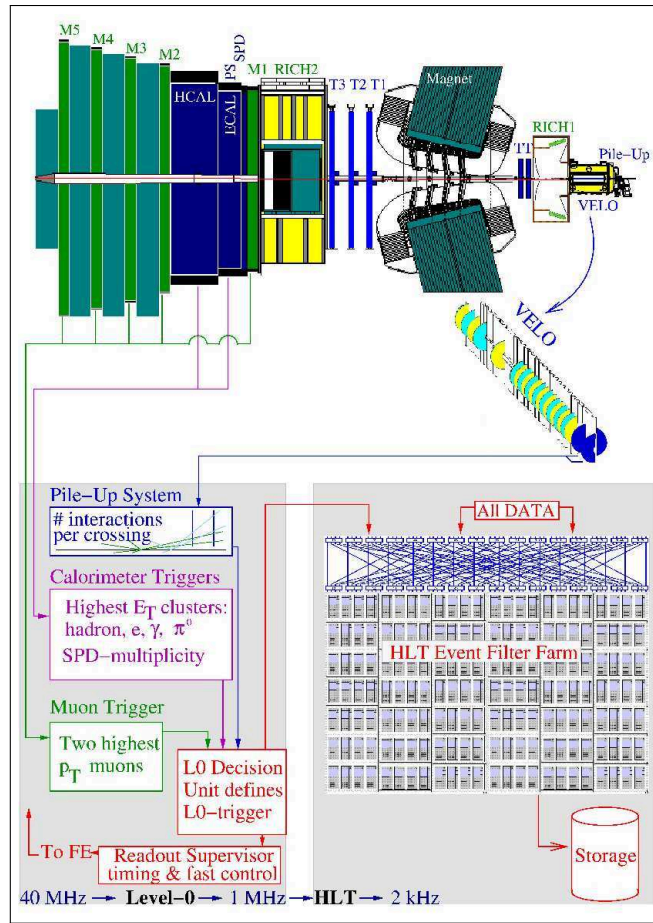 M5
M4
M3
M2
HCAL
PS
SPD
ECAL
M1
RICH2
T3 T2 T1
Magnet
TT
RICH1
Pile-Up
VELO
VELO
Pile-Up System
# interactions
per crossing
Calorimeter Triggers
Highest E_T clusters:
hadron, e, γ, π⁰
SPD-multiplicity
Muon Trigger
Two highest
p_T muons
L0 Decision
Unit defines
L0-trigger
To FE
Readout Supervisor
timing & fast control
All DATA
HLT Event Filter Farm
Storage
40 MHz → Level-0 → 1 MHz → HLT → 2 kHz